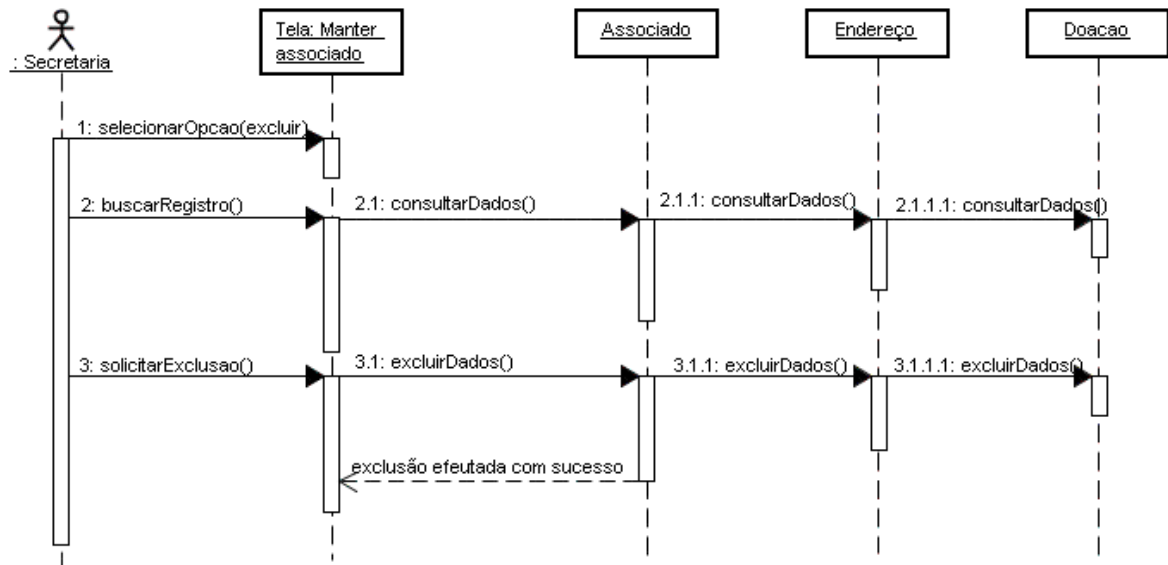 : Secretaria
Tela: Manter
associado
Associado
Endereço
Doacao
1: selecionarOpcao(excluir)
2: buscarRegistro()
2.1: consultarDados()
2.1.1: consultarDados()
2.1.1.1: consultarDados()
3: solicitarExclusao()
3.1: excluirDados()
3.1.1: excluirDados()
3.1.1.1: excluirDados()
exclusão efeutada com sucesso